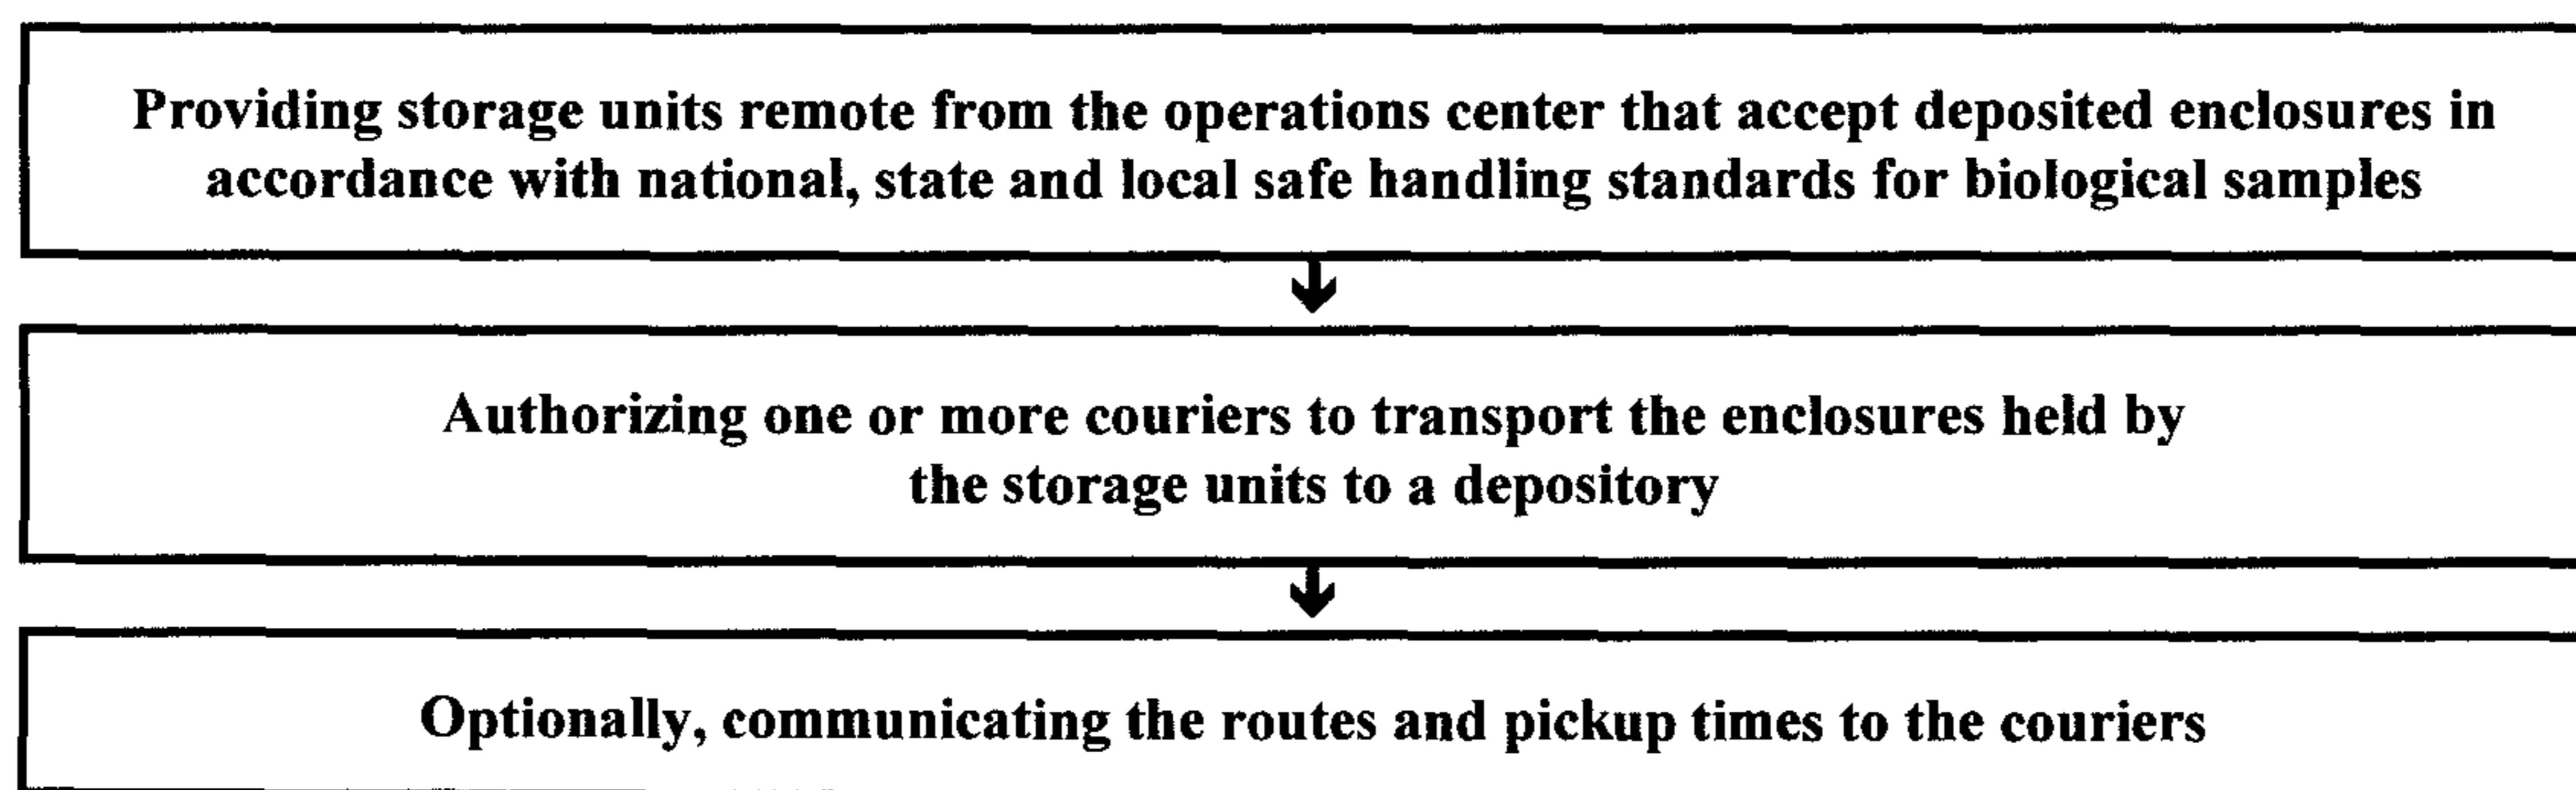 Providing storage units remote from the operations center that accept deposited enclosures in
accordance with national, state and local safe handling standards for biological samples
Authorizing one or more couriers to transport the enclosures held by
the storage units to a depository
Optionally, communicating the routes and pickup times to the couriers